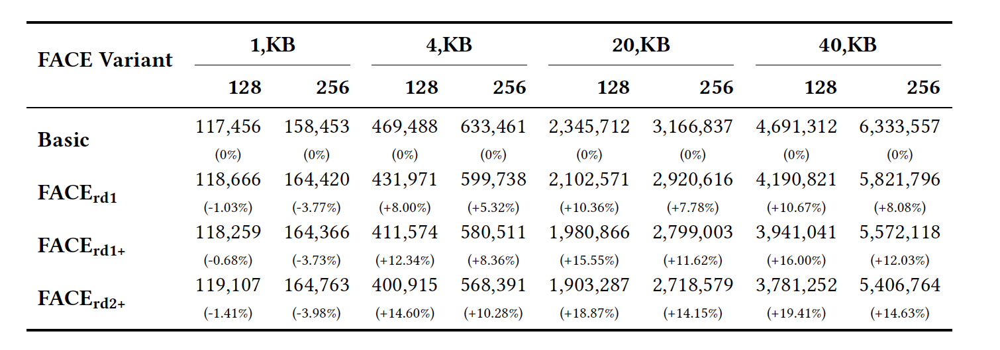 FACE Variant 1,KB 4,KB 20,KB 40,KB
128 256 128 256 128 256 128 256
Basic 117,456 158,453 469,488 633,461 2,345,712 3,166,837 4,691,312 6,333,557
(0%) (0%) (0%) (0%) (0%) (0%) (0%) (0%)
FACErd1 118,666 164,420 431,971 599,738 2,102,571 2,920,616 4,190,821 5,821,796
(-1.03%) (-3.77%) (+8.00%) (+5.32%) (+10.36%) (+7.78%) (+10.67%) (+8.08%)
FACErd1+ 118,259 164,366 411,574 580,511 1,980,866 2,799,003 3,941,041 5,572,118
(-0.68%) (-3.73%) (+12.34%) (+8.36%) (+15.55%) (+11.62%) (+16.00%) (+12.03%)
FACErd2+ 119,107 164,763 400,915 568,391 1,903,287 2,718,579 3,781,252 5,406,764
(-1.41%) (-3.98%) (+14.60%) (+10.28%) (+18.87%) (+14.15%) (+19.41%) (+14.63%)